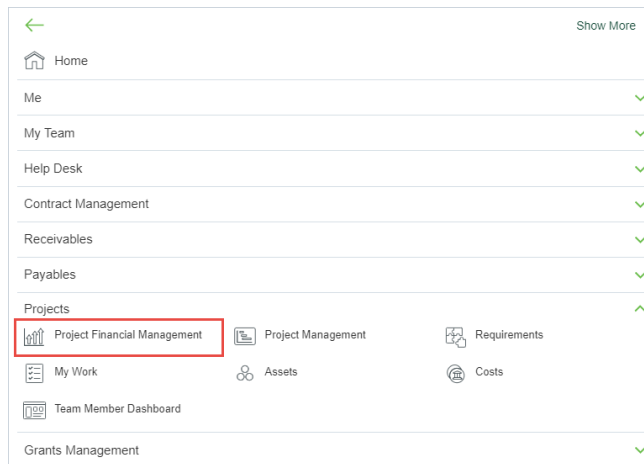 Show More
Home
Me
My Team
Help Desk
Contract Management
Receivables
Payables
Projects
Project Financial Management Project Management Requirements
My Work Assets Costs
Team Member Dashboard
Grants Management